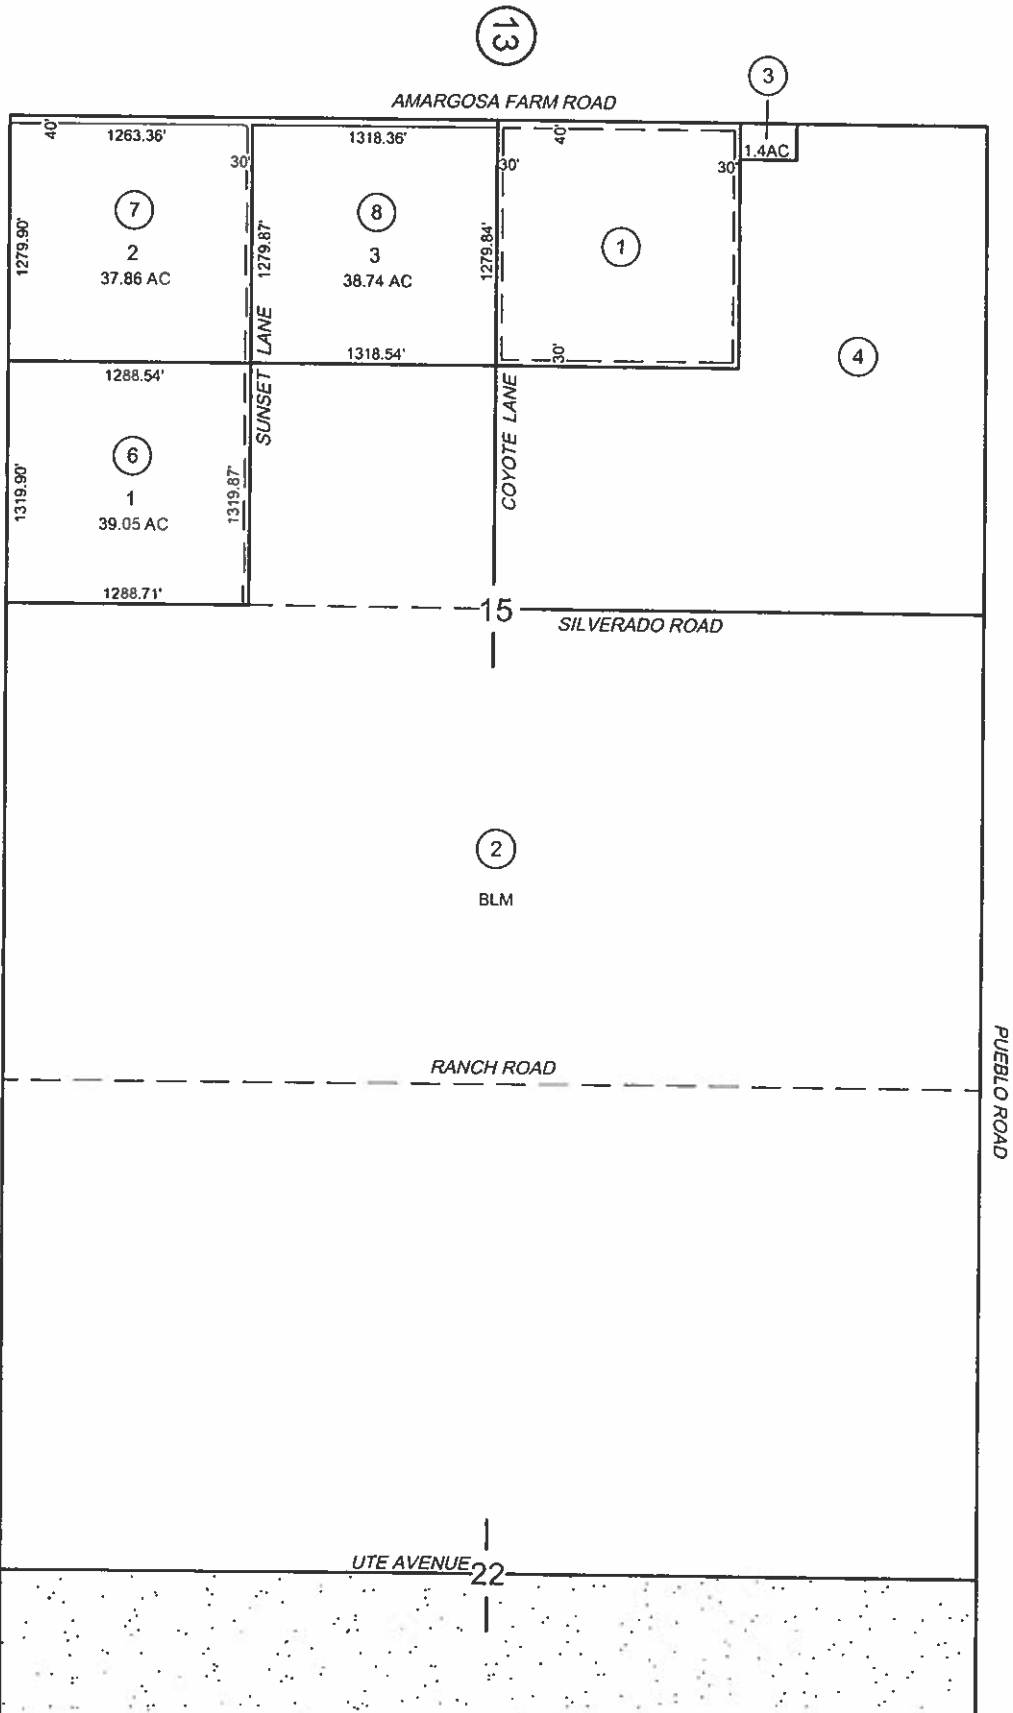 13
AMARGOSA FARM ROAD
3
1.4AC
40'
1263.36'
30'
1318.36'
30'
40'
30'
7
2
37.86 AC
1279.90'
1279.87'
8
3
38.74 AC
1279.84'
1
30'
4
1288.54'
SUNSET LANE
1318.54'
COYOTE LANE
6
1
39.05 AC
1319.90'
1319.87'
1288.71'
15
SILVERADO ROAD
2
BLM
RANCH ROAD
PUEBLO ROAD
UTE AVENUE
22